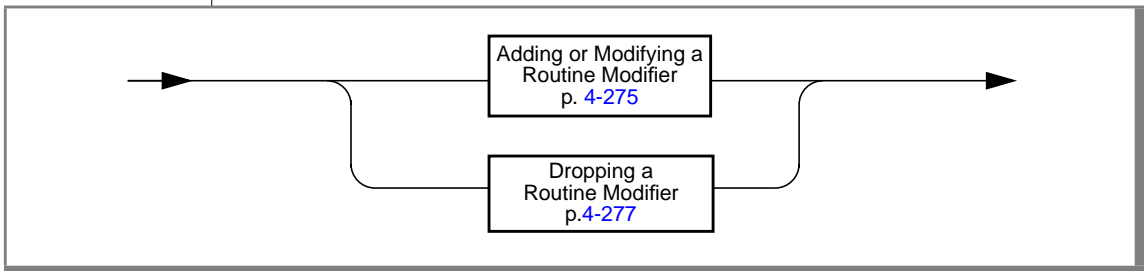 Adding or Modifying a
Routine Modifier
p. 4-275
Dropping a
Routine Modifier
p.4-277